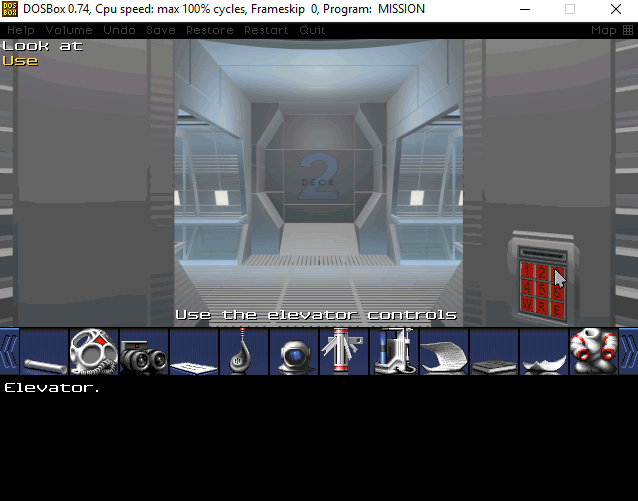 DOSBox 0.74, Cpu speed: max 100% cycles, Frameskip 0, Program: MISSION
Help Volume Undo Save Restore Restart Quit Map
Look at
Use
2
DECK
1 2
4 5 6
W R E
Use the elevator controls
Elevator.